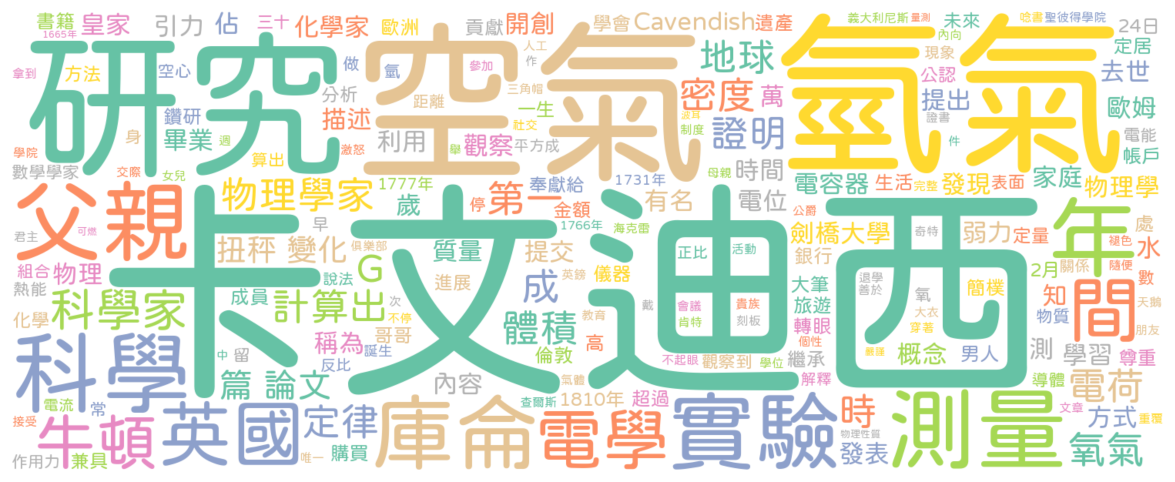 書籍
皇家
1665年
引力
佔
三十
化學家
歐洲
貢獻
開創
學會
Cavendish
遺產
義大利尼斯
量測
未來
唸書
聖彼得學院
24日
定居
研究
空氣
氫氣
地球
內向
現象
去世
拿到
方法
空心
做
氫
人工
作
參加
公認
提出
歐姆
鑽研
分析
距離
三角帽
密度
萬
證明
證書
電能
描述
身
畢業
週
激怒
利用
舉
觀察
社交
平方成
一生
波耳
制度
件
帳戶
學院
交際
算出
數學學家
女兒
物理學家
1777年
奉獻給
1731年
母親
時間
電容器
生活
完整
發現
表面
家庭
物理學
父親
歲
停
第一
金額
有名
電位
公爵
劍橋大學
奇特
弱力
定量
褪色
處
年
君主
可燃
扭秤
變化
早
俱樂部
質量
提交
1766年
海克雷
正比
活動
銀行
水
組合
物理
熱能
說法
G
進展
英鎊
儀器
退學
善於
簡樸
2月
關係
隨便
數
卡文迪西
科學家
成員
計算出
次
不停
成
教育
體積
戴
會議
肯特
貴族
刻板
大筆
旅遊
轉眼
氧
大衣
穿著
知
物質
天鵝
間
化學
哥哥
稱為
誕生
反比
倫敦
高
不起眼
觀察到
學位
個性
繼承
最謹
概念
男人
測
學習
朋友
尊重
科學
中
留
篇
論文
內容
氣體
查爾斯
1810年
超過
解釋
導體
電荷
電流
常
接受
牛頓
英國
定律
庫侖
電學
實驗
時
測量
文章
方式
重覆
作用力
兼具
唯一
購買
物理性質
發表
氧氣